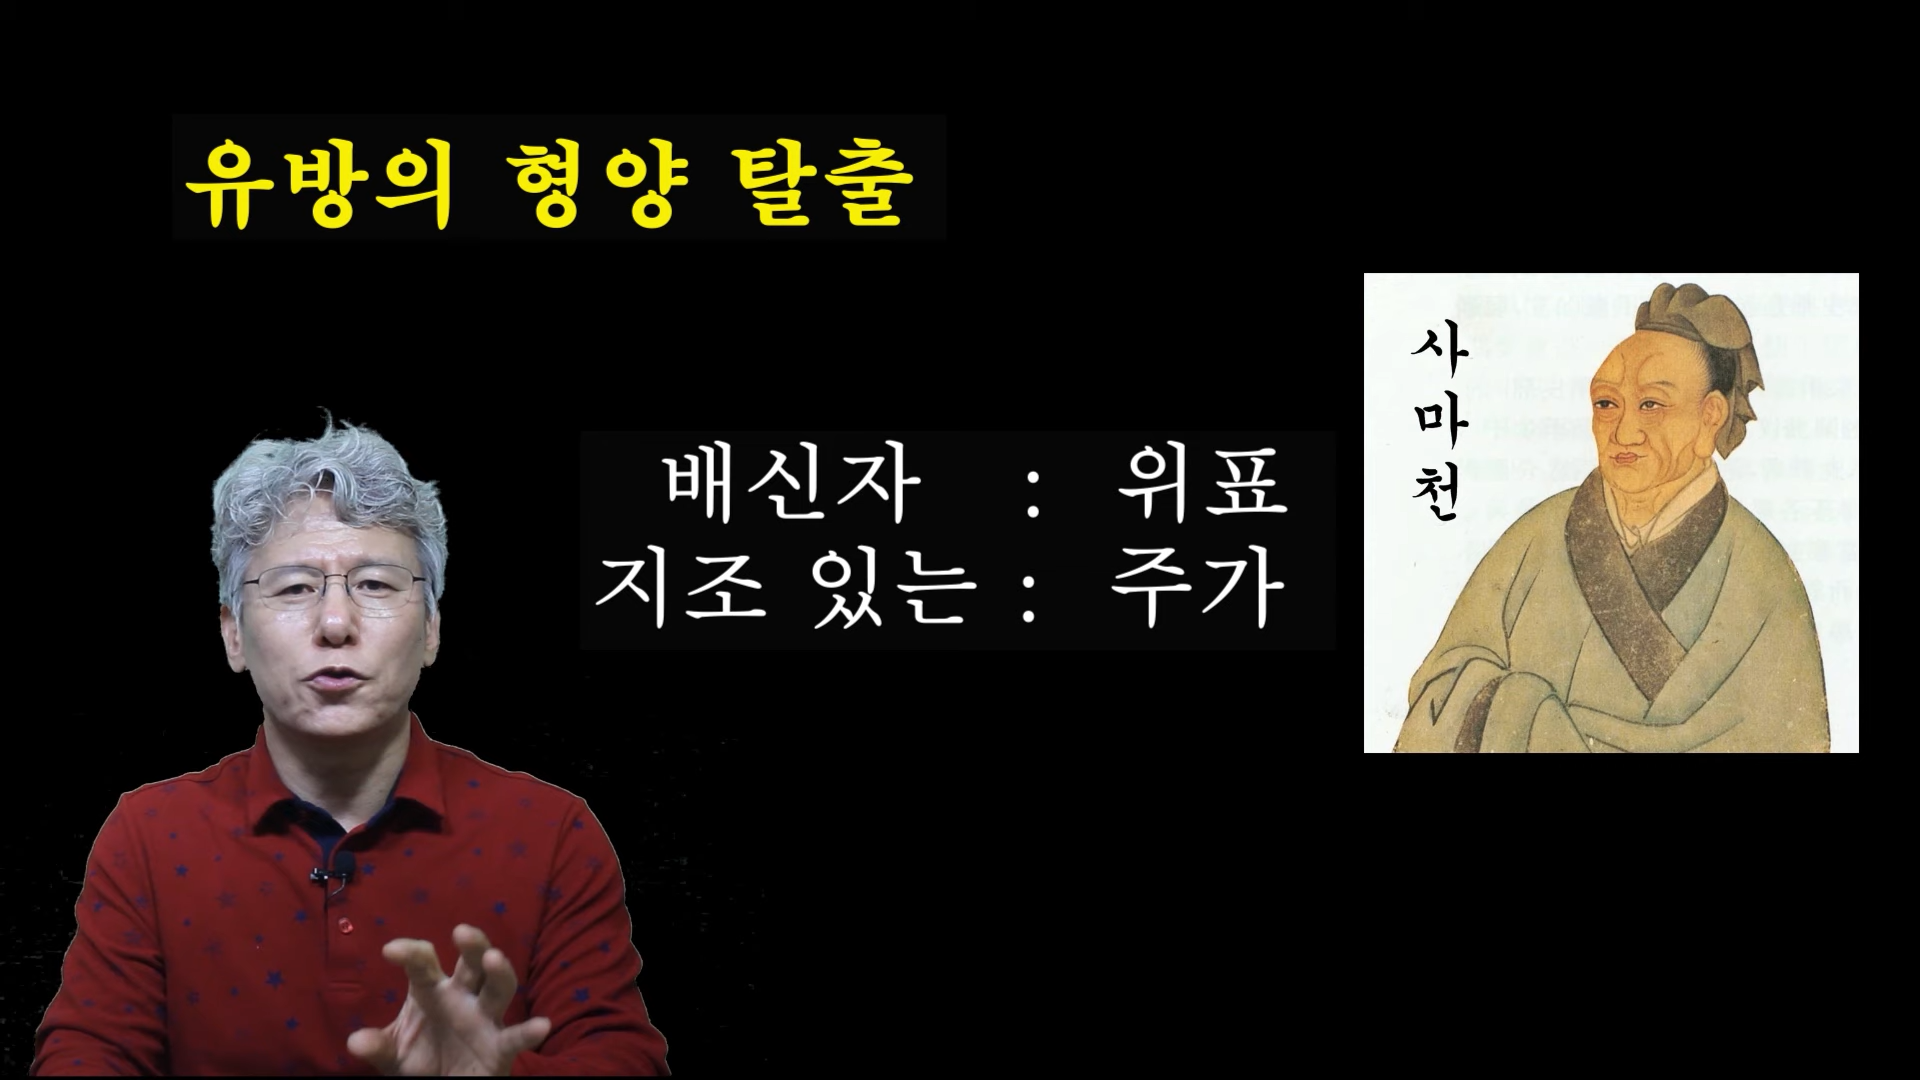 유방의 형양 탈출
배신자 : 위표
지조 있는 : 주가
사마천